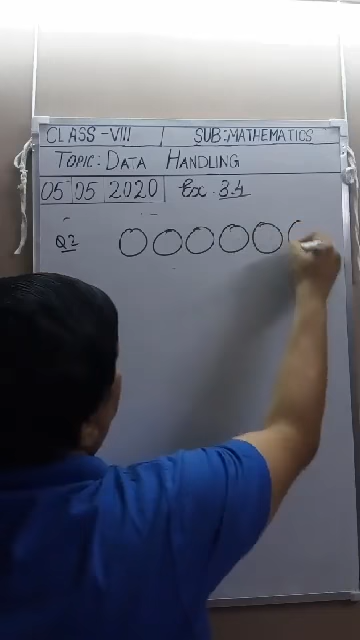 CLASS-VIII | SUB:MATHEMATICS
TOPIC: DATA HANDLING
05|05|2020 | Ex. 3.4
Q2